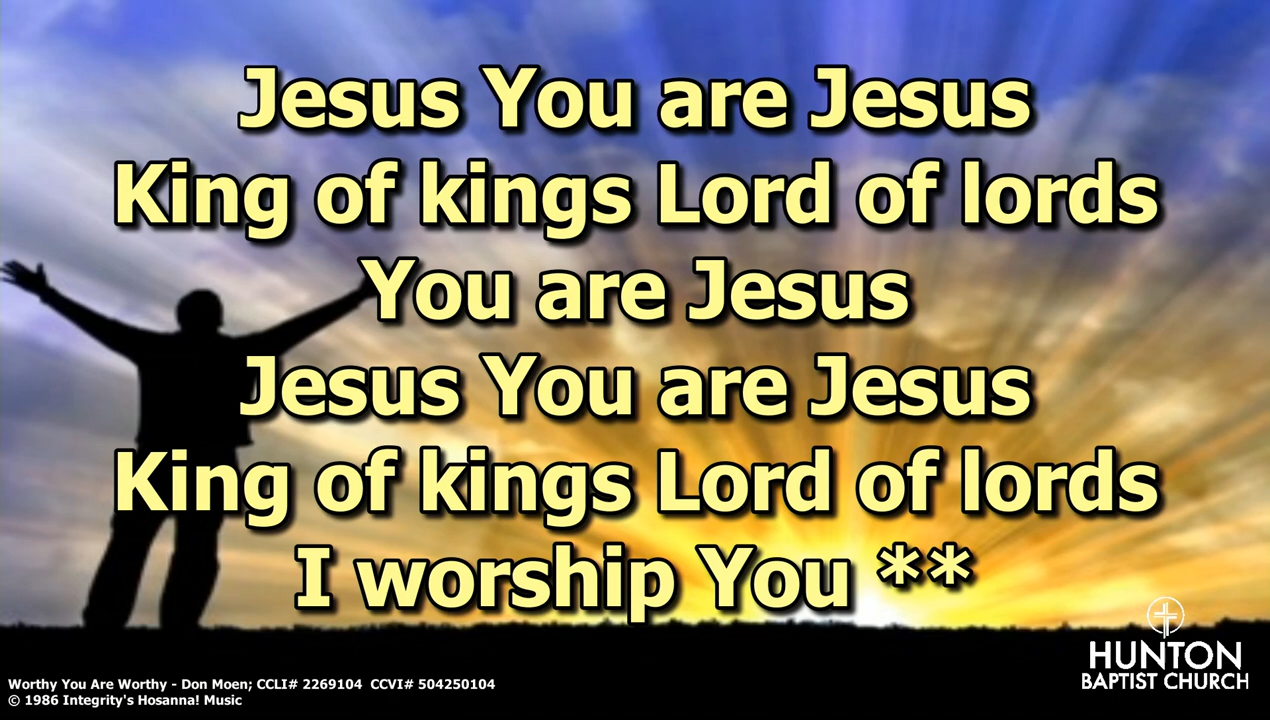 Jesus You are Jesus
King of kings Lord of lords
You are Jesus
Jesus You are Jesus
King of kings Lord of lords
I worship You **
HUNTON
BAPTIST CHURCH
Worthy You Are Worthy - Don Moen; CCLI# 2269104 CCVI# 504250104
© 1986 Integrity's Hosanna! Music